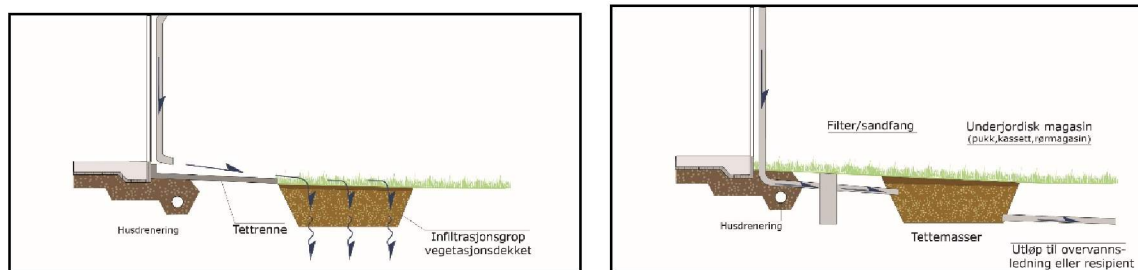 Husdrenering
Tettrenne
Infiltrasjonsgrop
vegetasjonsdekket
Filter/sandfang
Underjordisk magasin
(pukk,kassett,rørmagasin)
Husdrenering
Tettemasser
Utløp til overvanns-
ledning eller resipient